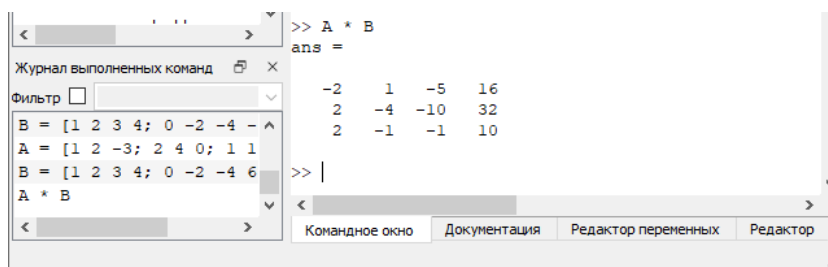 Журнал выполненных команд
Фильтр
B = [1 2 3 4; 0 -2 -4 -
A = [1 2 -3; 2 4 0; 1 1
B = [1 2 3 4; 0 -2 -4 6
A * B
>> A * B
ans =
-2 1 -5 16
2 -4 -10 32
2 -1 -1 10
>>
Командное окно Документация Редактор переменных Редактор